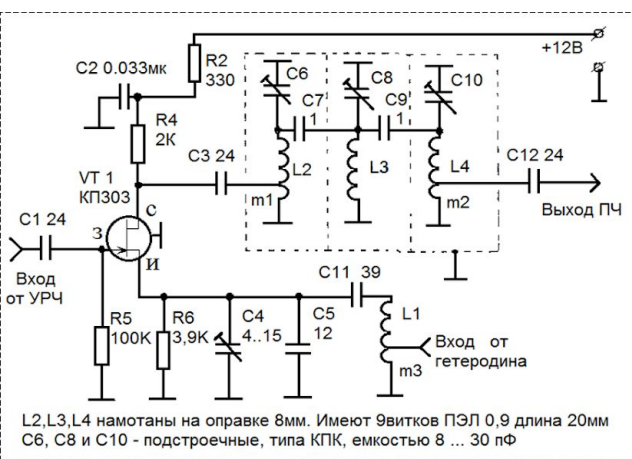 +12В
R2
330
C2 0.033мк
C6
C8
C10
C7
1
C9
1
R4
2К
C3 24
L2
L3
L4
C12 24
VT 1
КП303
m1
m2
Выход ПЧ
C1 24
с
з
и
Вход
от УРЧ
C11 39
R5
100К
R6
3,9К
C4
4..15
C5
12
L1
Вход от
гетеродина
m3
L2,L3,L4 намотаны на оправке 8мм. Имеют 9витков ПЭЛ 0,9 длина 20мм
С6, С8 и С10 - подстроечные, типа КПК, емкостью 8 ... 30 пФ